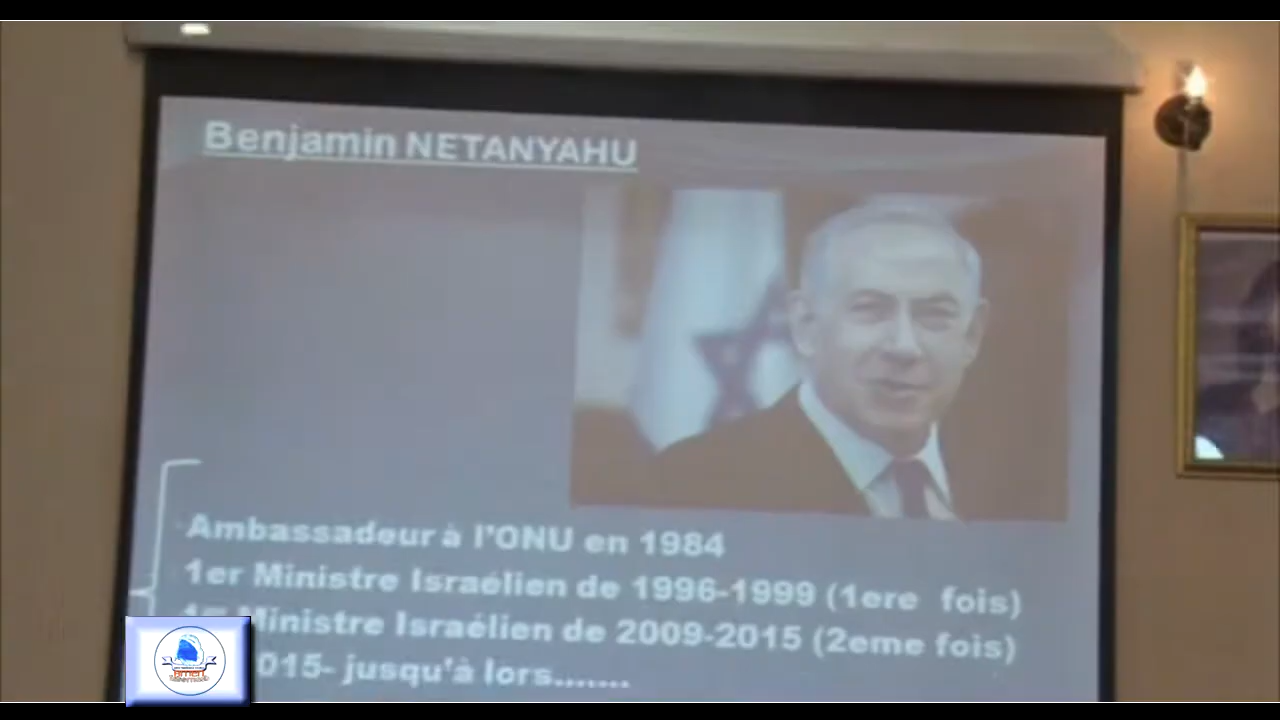 Benjamin NETANYAHU
Ambassadeur à l'ONU en 1984
1er Ministre Israélien de 1996-1999 (1ere fois)
Ministre Israélien de 2009-2015 (2eme fois)
015- jusqu'à lors.......